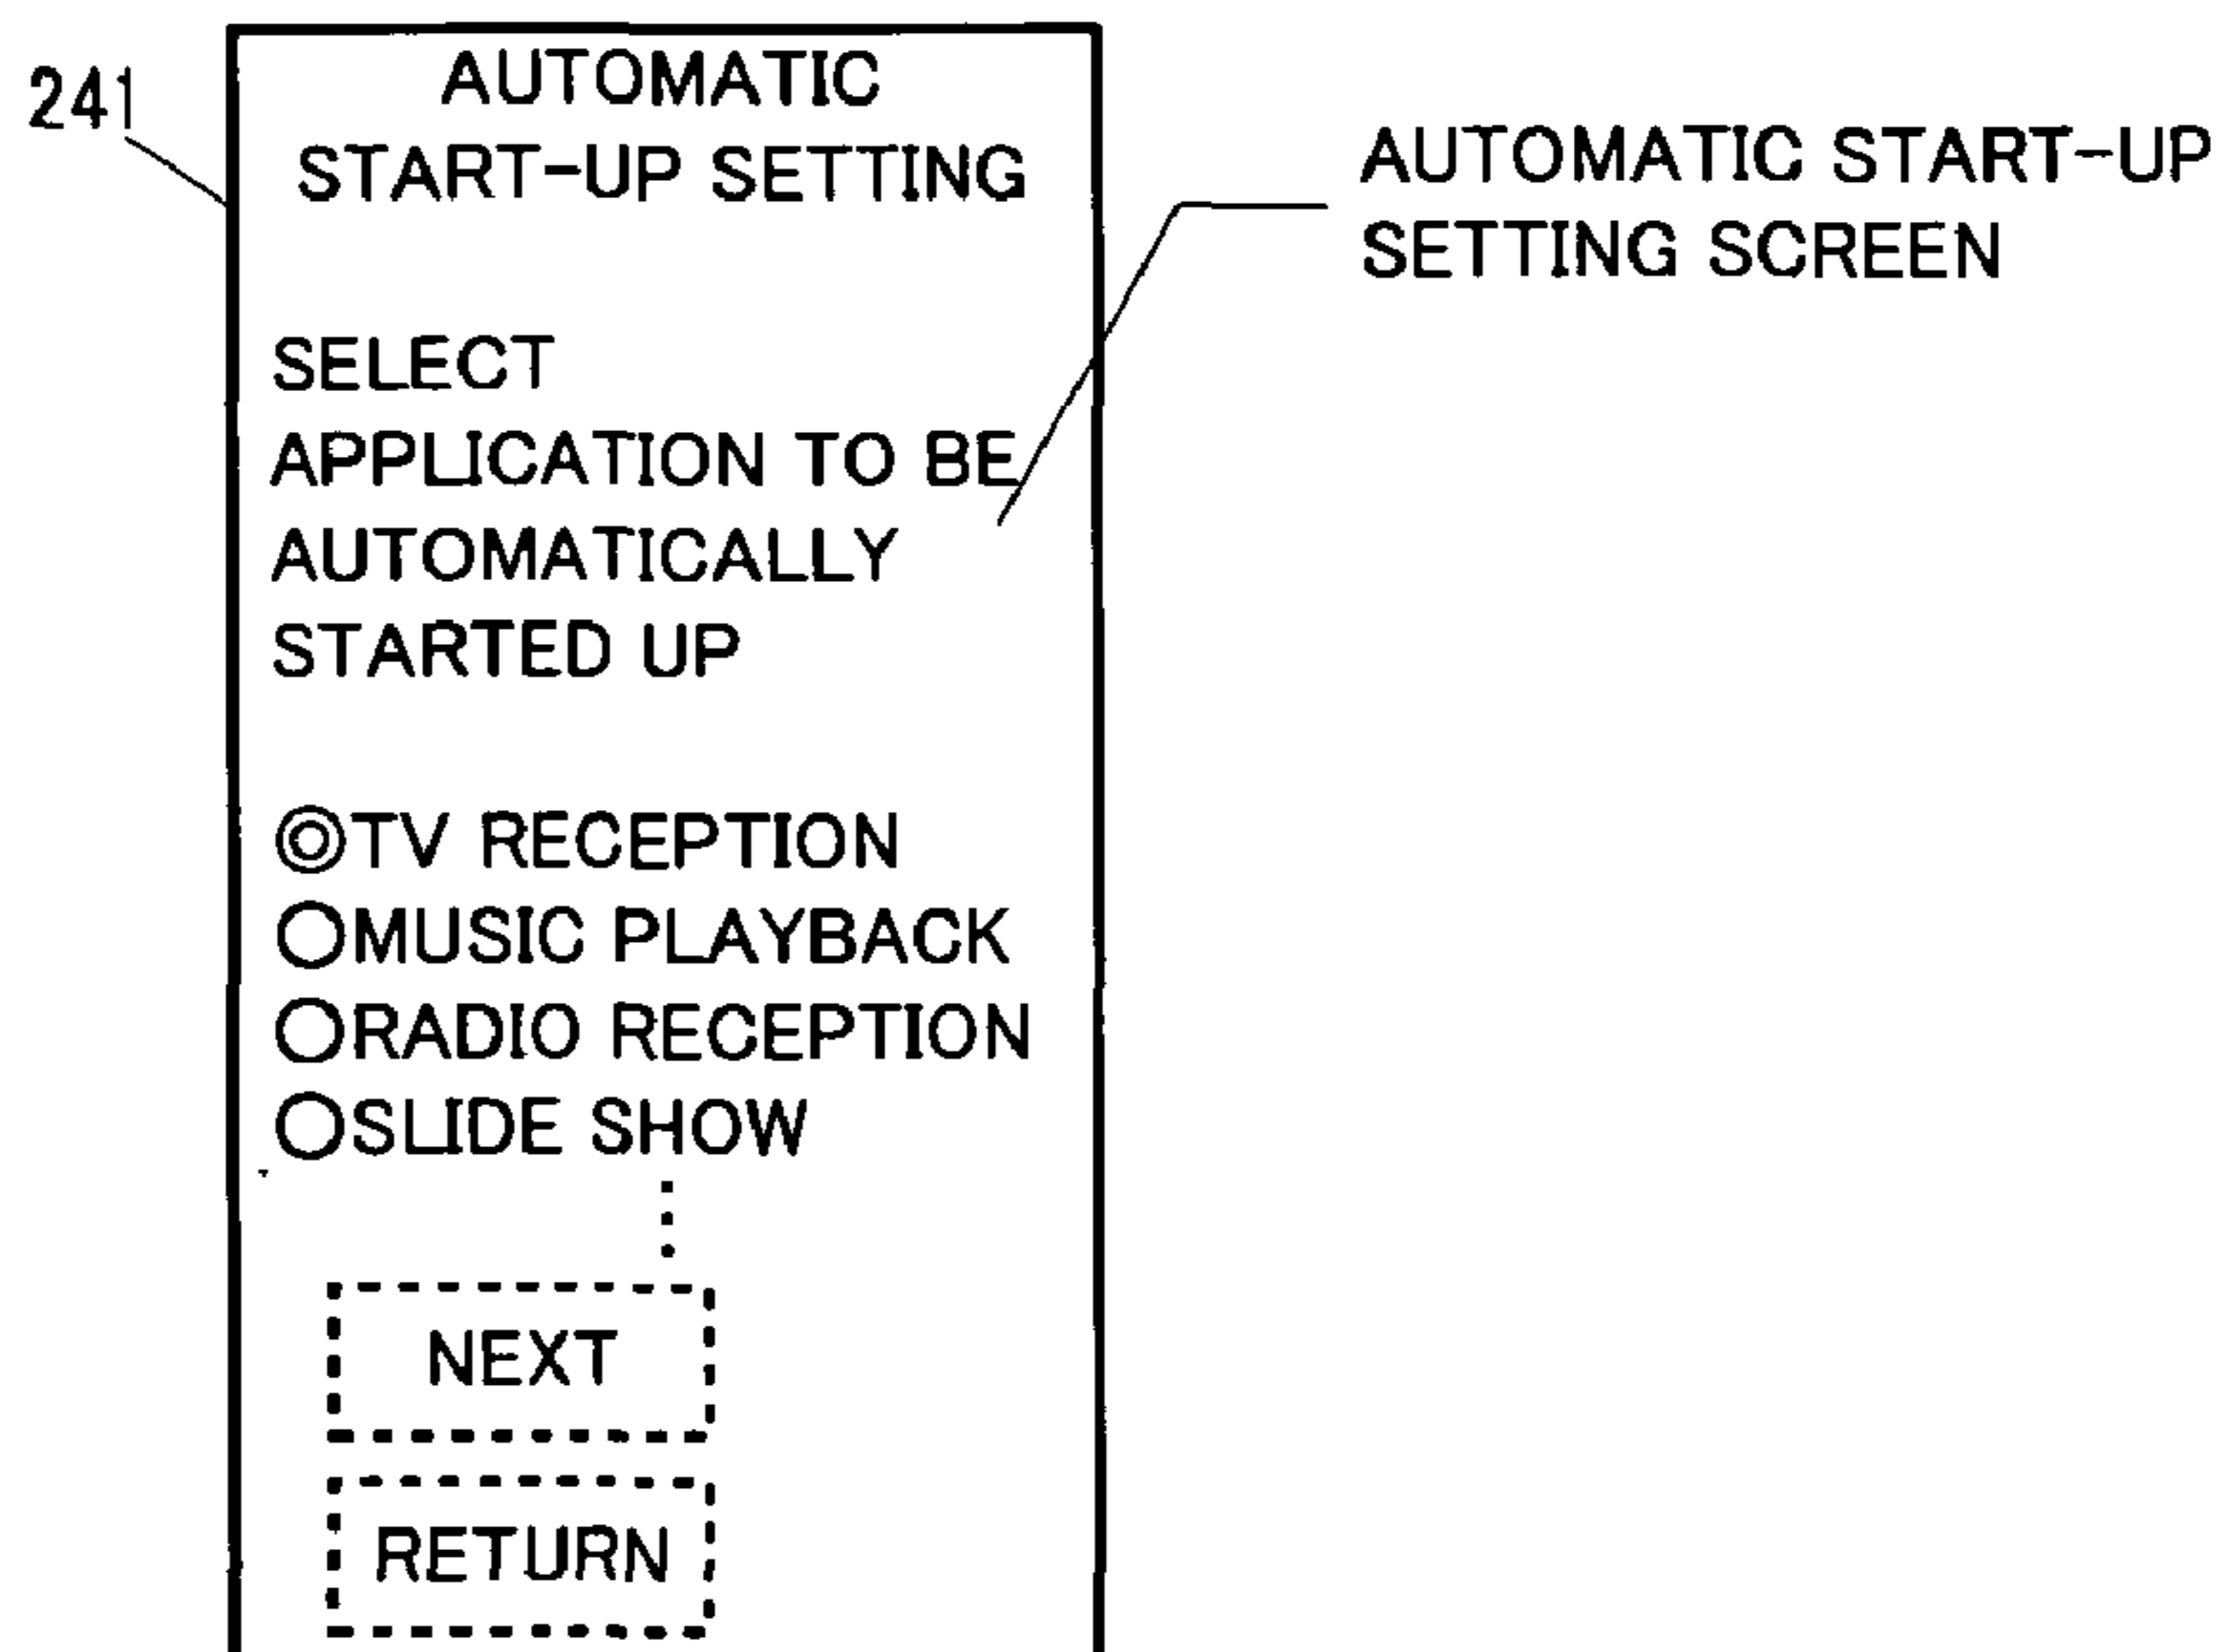 241
AUTOMATIC
START-UP SETTING
AUTOMATIC START-UP
SETTING SCREEN
SELECT
APPLICATION TO BE
AUTOMATICALLY
STARTED UP
◎TV RECEPTION
○MUSIC PLAYBACK
○RADIO RECEPTION
○SLIDE SHOW
NEXT
RETURN